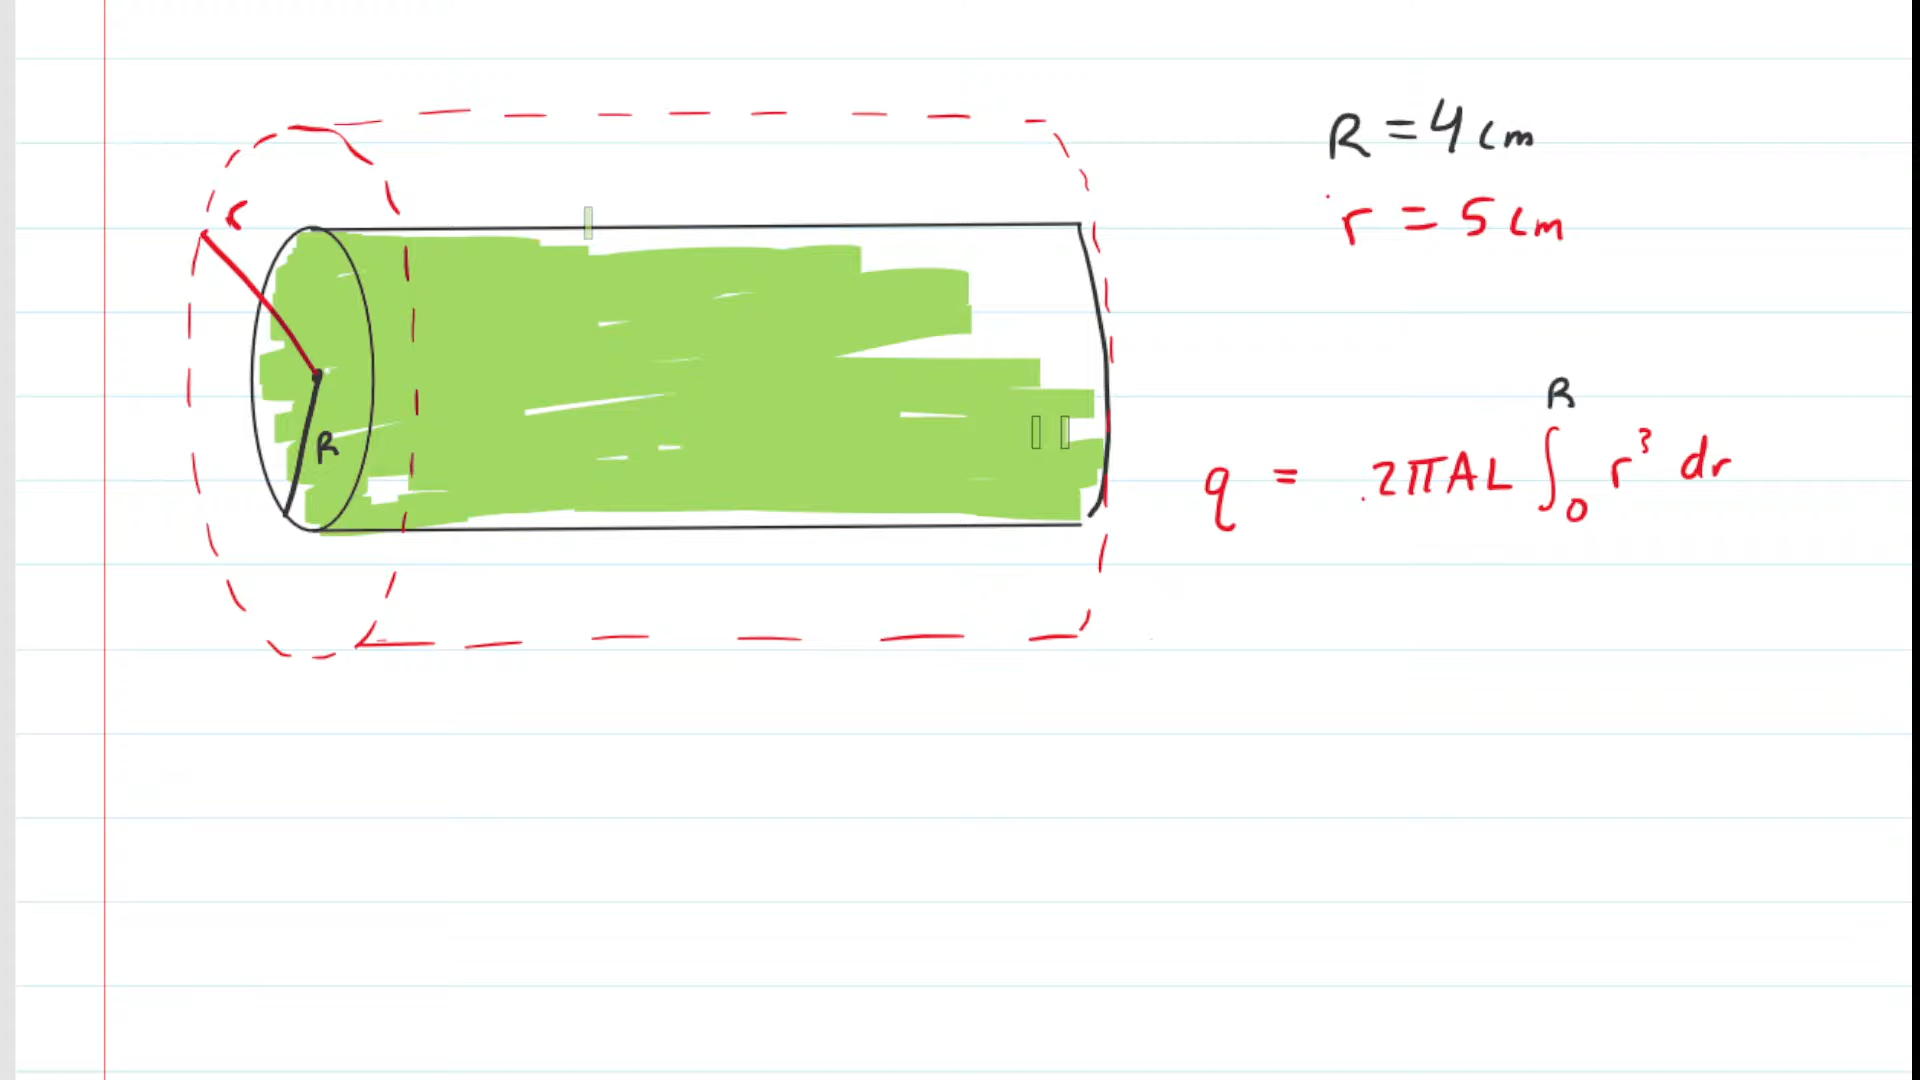 R = 4 cm
r
r = 5 cm
R
R
q = 2πAL ∫₀ r³ dr